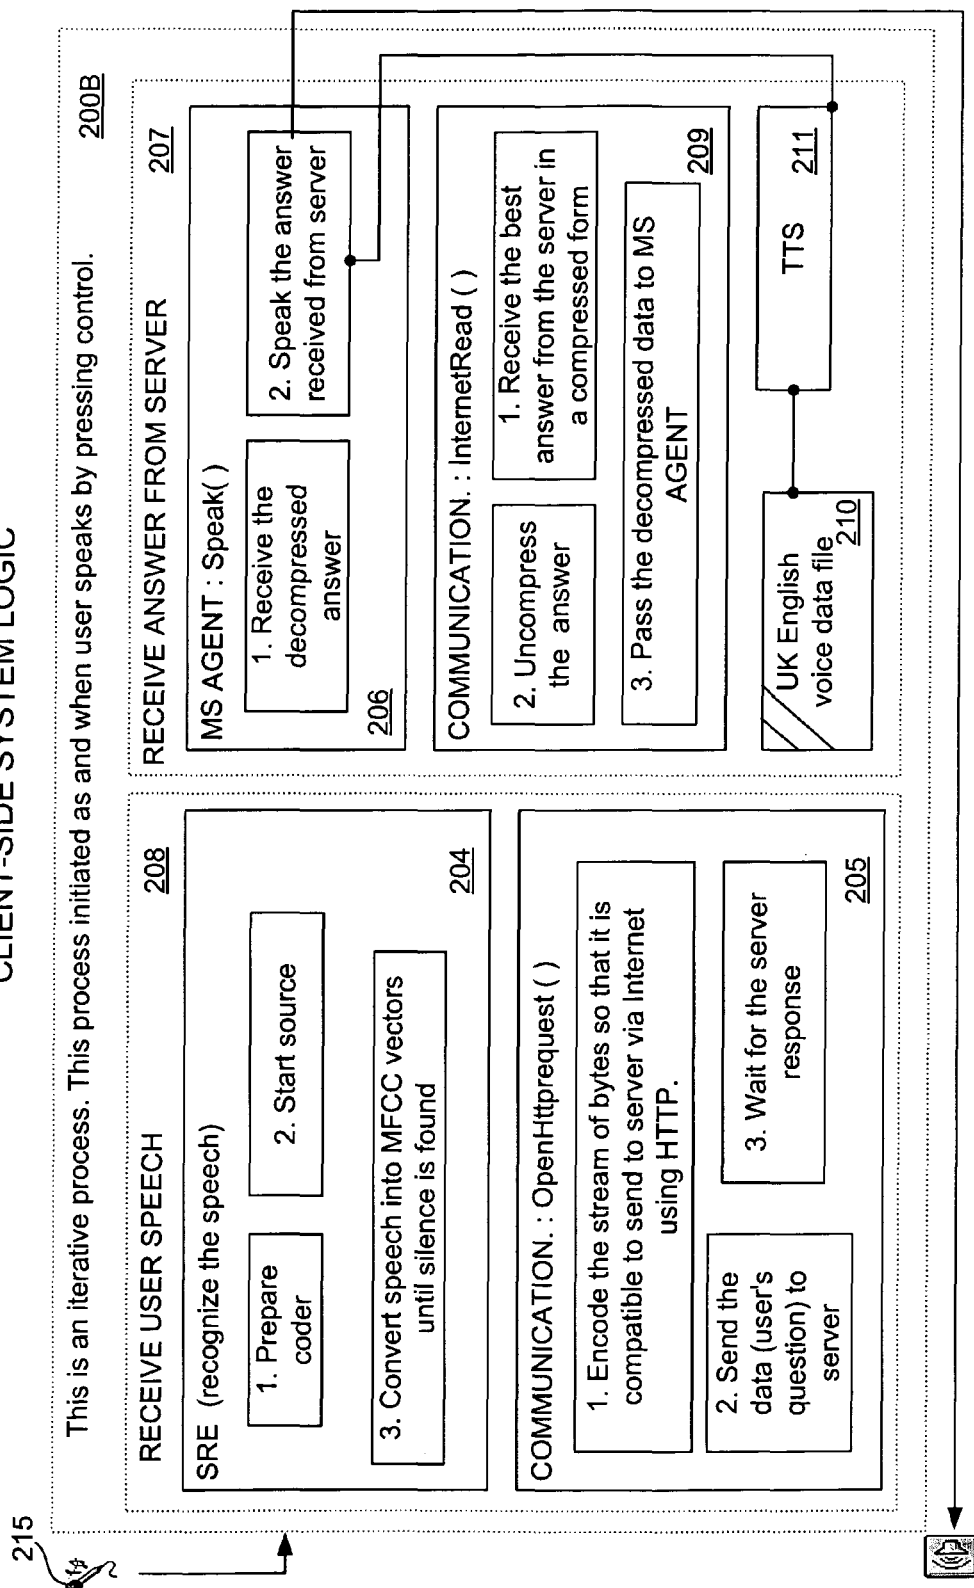 CLIENT-SIDE SYSTEM LOGIC
215
This is an iterative process. This process initiated as and when user speaks by pressing control.
200B
RECEIVE USER SPEECH
208
SRE (recognize the speech)
1. Prepare
coder
2. Start source
3. Convert speech into MFCC vectors
until silence is found
204
COMMUNICATION. : OpenHttprequest ( )
1. Encode the stream of bytes so that it is
compatible to send to server via Internet
using HTTP.
2. Send the
data (user's
question) to
server
3. Wait for the server
response
205
RECEIVE ANSWER FROM SERVER
207
MS AGENT : Speak( )
1. Receive the
decompressed
answer
2. Speak the answer
received from server
206
COMMUNICATION. : InternetRead ( )
2. Uncompress
the answer
1. Receive the best
answer from the server in
a compressed form
3. Pass the decompressed data to MS
AGENT
209
UK English
voice data file
210
TTS
211